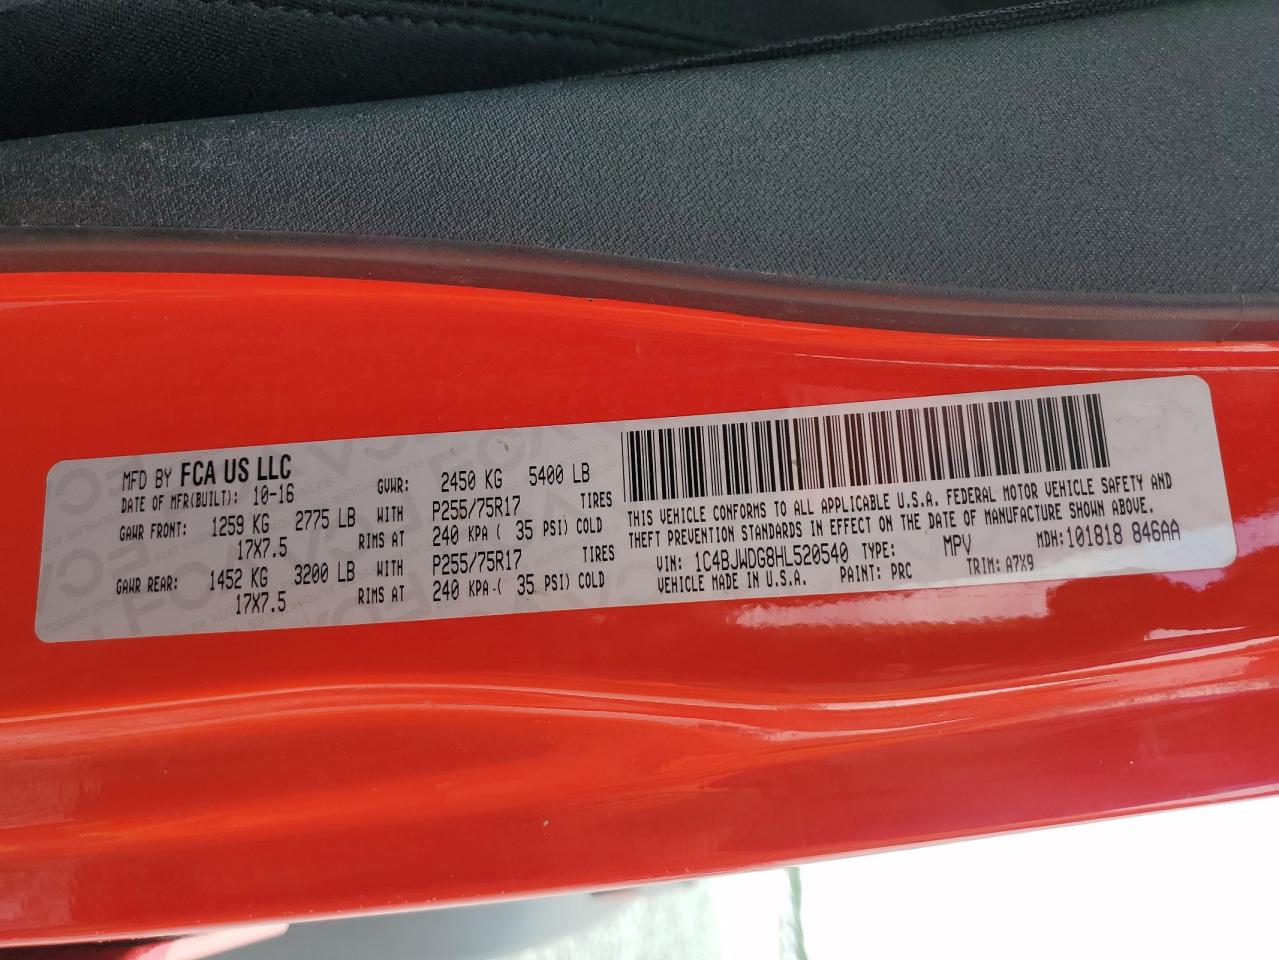 MFD BY FCA US LLC
DATE OF MFR(BUILT): 10-16 GVWR: 2450 KG 5400 LB
GAWR FRONT: 1259 KG 2775 LB WITH P255/75R17 TIRES
17X7.5 RIMS AT 240 KPA ( 35 PSI) COLD
GAWR REAR: 1452 KG 3200 LB WITH P255/75R17 TIRES
17X7.5 RIMS AT 240 KPA ( 35 PSI) COLD
THIS VEHICLE CONFORMS TO ALL APPLICABLE U.S.A. FEDERAL MOTOR VEHICLE SAFETY AND
THEFT PREVENTION STANDARDS IN EFFECT ON THE DATE OF MANUFACTURE SHOWN ABOVE.
VIN: 1C4BJWDG8HL520540 TYPE: MPV MDH:101818 846AA
VEHICLE MADE IN U.S.A. PAINT: PRC TRIM: A7X9